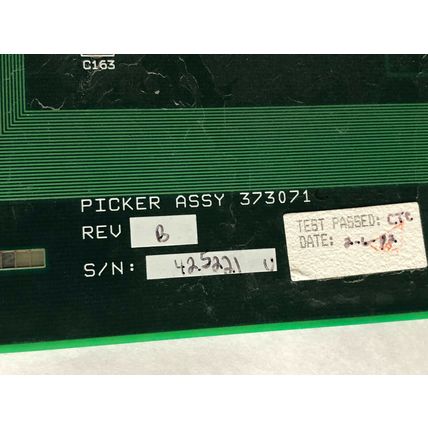 C163
PICKER ASSY 373071
REV B
S/N: 425221 U
TEST PASSED: CTC
DATE: